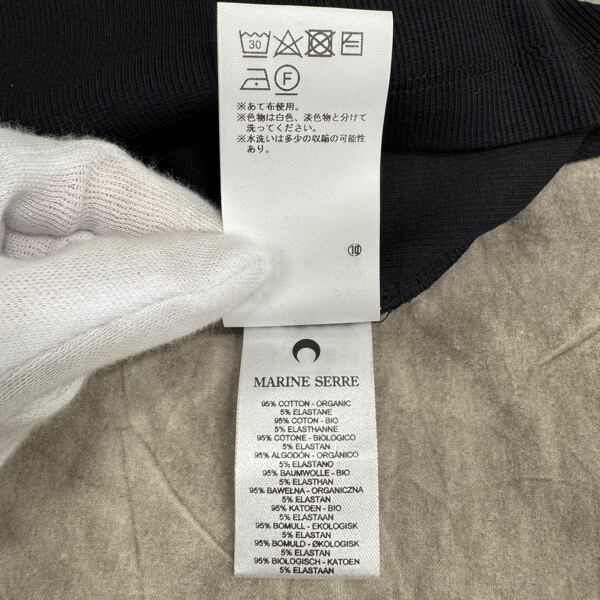 30
F
※あて布使用。
※色物は白色、淡色物と分けて
洗ってください。
※水洗いは多少の収縮の可能性
あり。
⑩
MARINE SERRE
95% COTTON - ORGANIC
5% ELASTANE
95% COTON - BIO
5% ELASTHANNE
95% COTONE - BIOLOGICO
5% ELASTAN
95% ALGODÓN - ORGÁNICO
5% ELASTANO
95% BAUMWOLLE - BIO
5% ELASTHAN
95% BAWEŁNA - ORGANICZNA
5% ELASTAN
95% KATOEN - BIO
5% ELASTAAN
95% BOMULL - EKOLOGISK
5% ELASTAN
95% BOMULD - ØKOLOGISK
5% ELASTAN
95% BIOLOGISCH - KATOEN
5% ELASTAAN